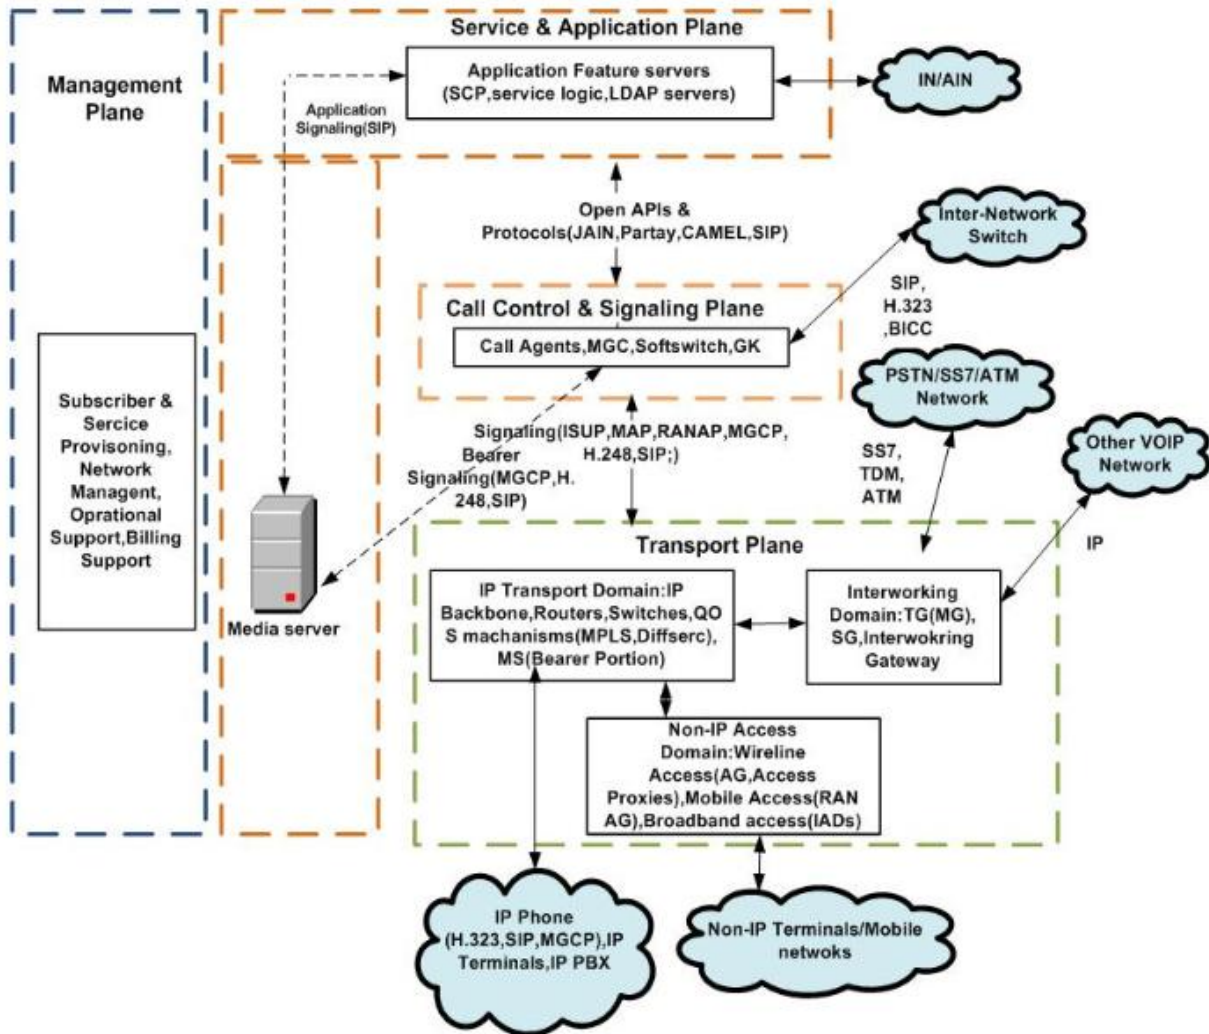 Service & Application Plane
Management
Plane
Application Feature servers
(SCP,service logic,LDAP servers)
IN/AIN
Application
Signaling(SIP)
Open APIs &
Protocols(JAIN,Partay,CAMEL,SIP)
Inter-Network
Switch
SIP,
H.323
,BICC
Call Control & Signaling Plane
Call Agents,MGC,Softswitch,GK
PSTN/SS7/ATM
Network
Subscriber &
Sercice
Provisoning,
Network
Managent,
Oprational
Support,Billing
Support
Signaling(ISUP,MAP,RANAP,MGCP,
H.248,SIP;)
Bearer
Signaling(MGCP,H.
248,SIP)
SS7,
TDM,
ATM
Other VOIP
Network
IP
Media server
Transport Plane
IP Transport Domain:IP
Backbone,Routers,Switches,QO
S machanisms(MPLS,Diffserc),
MS(Bearer Portion)
Interworking
Domain:TG(MG),
SG,Interwokring
Gateway
Non-IP Access
Domain:Wireline
Access(AG,Access
Proxies),Mobile Access(RAN
AG),Broadband access(IADs)
IP Phone
(H.323,SIP,MGCP),IP
Terminals,IP PBX
Non-IP Terminals/Mobile
netwoks